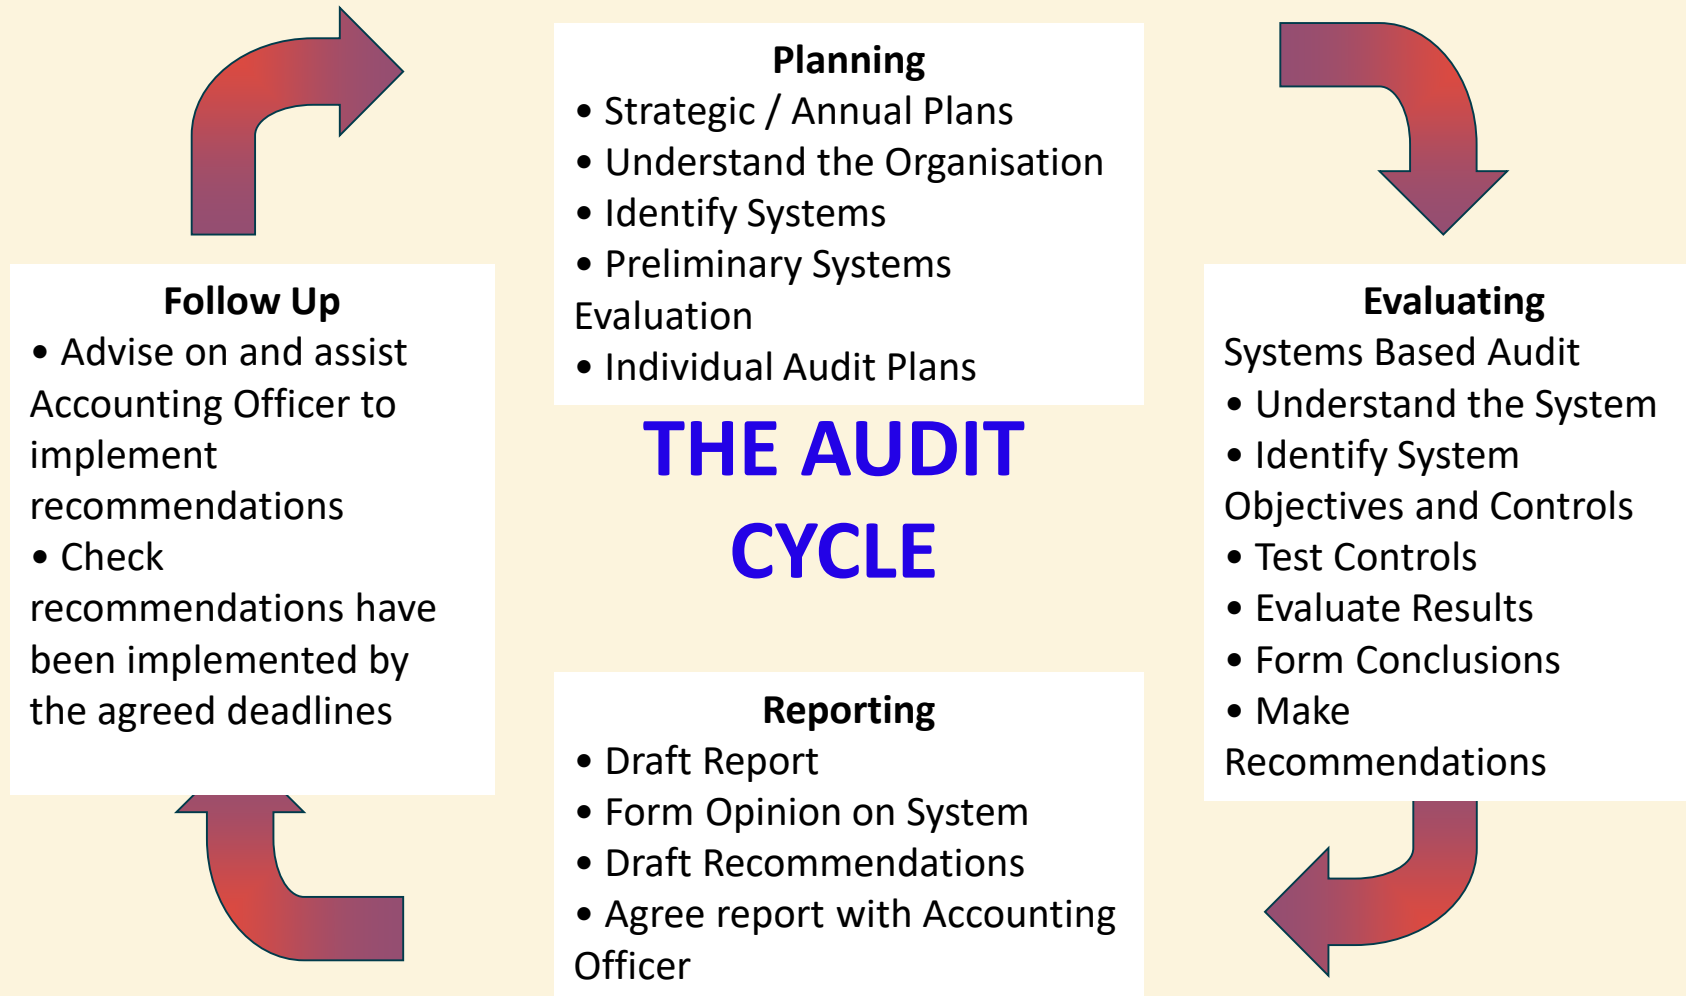 Planning
• Strategic / Annual Plans
• Understand the Organisation
• Identify Systems
• Preliminary Systems
Evaluation
• Individual Audit Plans
Follow Up
• Advise on and assist
Accounting Officer to
implement
recommendations
• Check
recommendations have
been implemented by
the agreed deadlines
THE AUDIT
CYCLE
Evaluating
Systems Based Audit
• Understand the System
• Identify System
Objectives and Controls
• Test Controls
• Evaluate Results
• Form Conclusions
• Make
Recommendations
Reporting
• Draft Report
• Form Opinion on System
• Draft Recommendations
• Agree report with Accounting
Officer